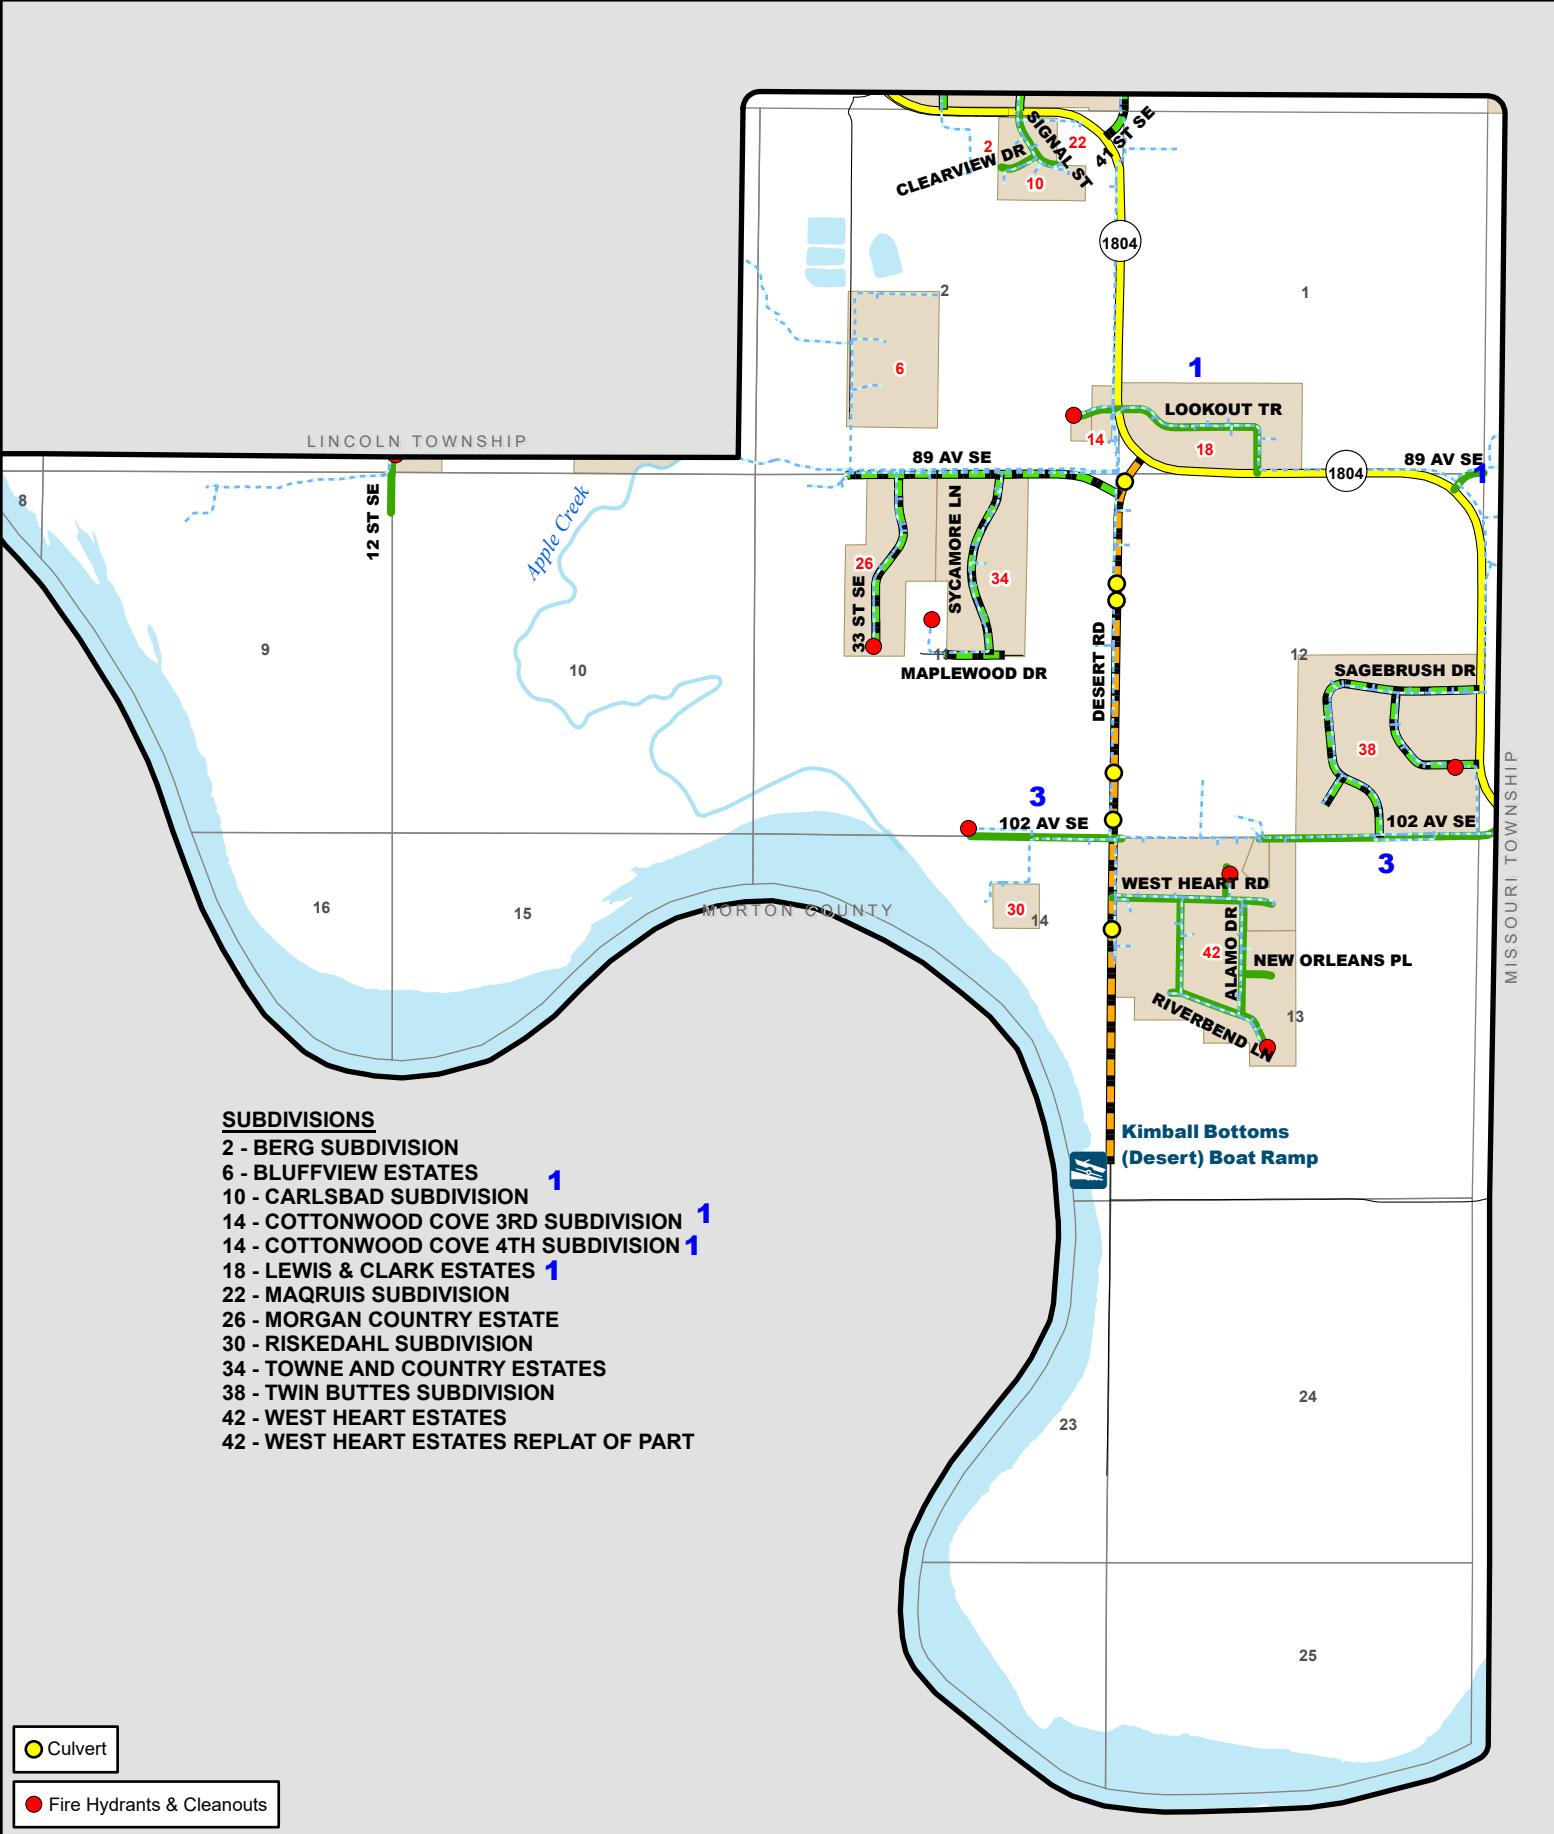 41 ST SE
SIGNAL ST
2
22
CLEARVIEW DR
10
1804
2
1
6
1
LOOKOUT TR
14
18
LINCOLN TOWNSHIP
89 AV SE
1804
89 AV SE
1
8
12 ST SE
Apple Creek
SYCAMORE LN
26
34
33 ST SE
9
10
11
MAPLEWOOD DR
DESERT RD
12
SAGEBRUSH DR
38
MISSOURI TOWNSHIP
3
102 AV SE
102 AV SE
3
WEST HEART RD
16
15
MORTON COUNTY
30
14
42
ALAMO DR
NEW ORLEANS PL
RIVERBEND LN
13
Kimball Bottoms
(Desert) Boat Ramp
SUBDIVISIONS
2 - BERG SUBDIVISION
6 - BLUFFVIEW ESTATES
10 - CARLSBAD SUBDIVISION 1
14 - COTTONWOOD COVE 3RD SUBDIVISION 1
14 - COTTONWOOD COVE 4TH SUBDIVISION 1
18 - LEWIS & CLARK ESTATES 1
22 - MAQRUIS SUBDIVISION
26 - MORGAN COUNTRY ESTATE
30 - RISKEDAHL SUBDIVISION
34 - TOWNE AND COUNTRY ESTATES
38 - TWIN BUTTES SUBDIVISION
42 - WEST HEART ESTATES
42 - WEST HEART ESTATES REPLAT OF PART
24
23
25
Culvert
Fire Hydrants & Cleanouts